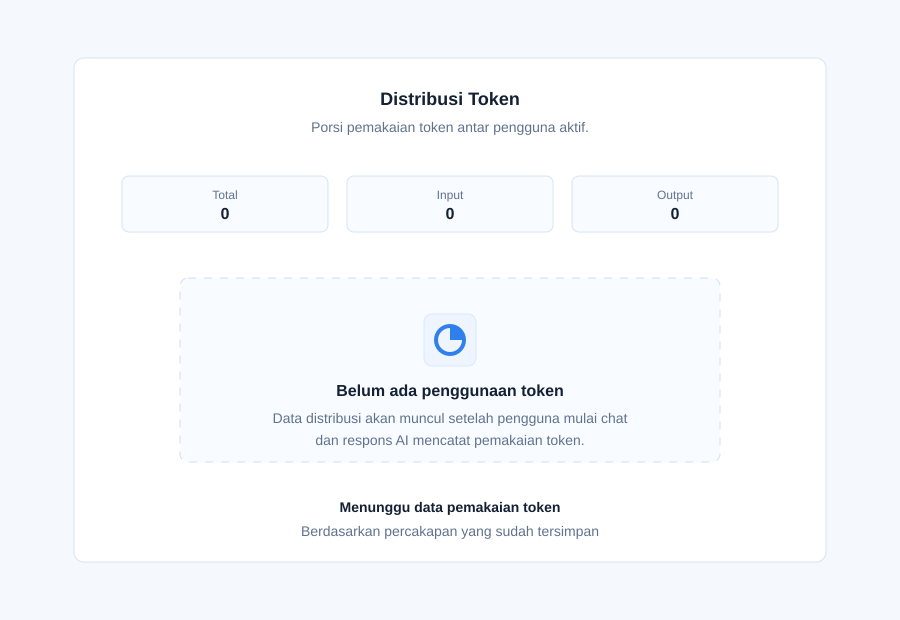 Distribusi Token
Porsi pemakaian token antar pengguna aktif.
Total
0
Input
0
Output
0
Belum ada penggunaan token
Data distribusi akan muncul setelah pengguna mulai chat
dan respons AI mencatat pemakaian token.
Menunggu data pemakaian token
Berdasarkan percakapan yang sudah tersimpan